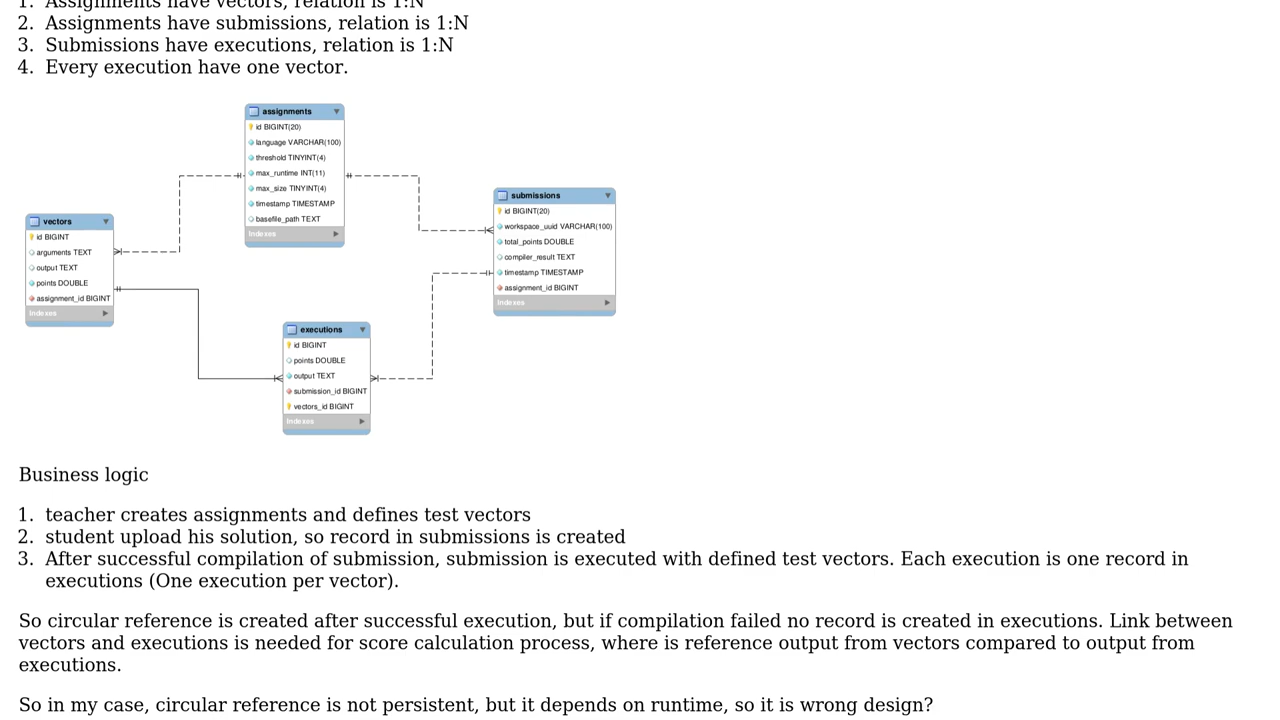 1. Assignments have vectors, relation is 1:N
2. Assignments have submissions, relation is 1:N
3. Submissions have executions, relation is 1:N
4. Every execution have one vector.
assignments
id BIGINT(20)
language VARCHAR(100)
threshold TINYINT(4)
max_runtime INT(11)
max_size TINYINT(4)
timestamp TIMESTAMP
basefile_path TEXT
Indexes
submissions
id BIGINT(20)
workspace_uuid VARCHAR(100)
total_points DOUBLE
compiler_result TEXT
timestamp TIMESTAMP
assignment_id BIGINT
Indexes
vectors
id BIGINT
arguments TEXT
output TEXT
points DOUBLE
assignment_id BIGINT
Indexes
executions
id BIGINT
points DOUBLE
output TEXT
submission_id BIGINT
vectors_id BIGINT
Indexes
Business logic
1. teacher creates assignments and defines test vectors
2. student upload his solution, so record in submissions is created
3. After successful compilation of submission, submission is executed with defined test vectors. Each execution is one record in
executions (One execution per vector).
So circular reference is created after successful execution, but if compilation failed no record is created in executions. Link between
vectors and executions is needed for score calculation process, where is reference output from vectors compared to output from
executions.
So in my case, circular reference is not persistent, but it depends on runtime, so it is wrong design?